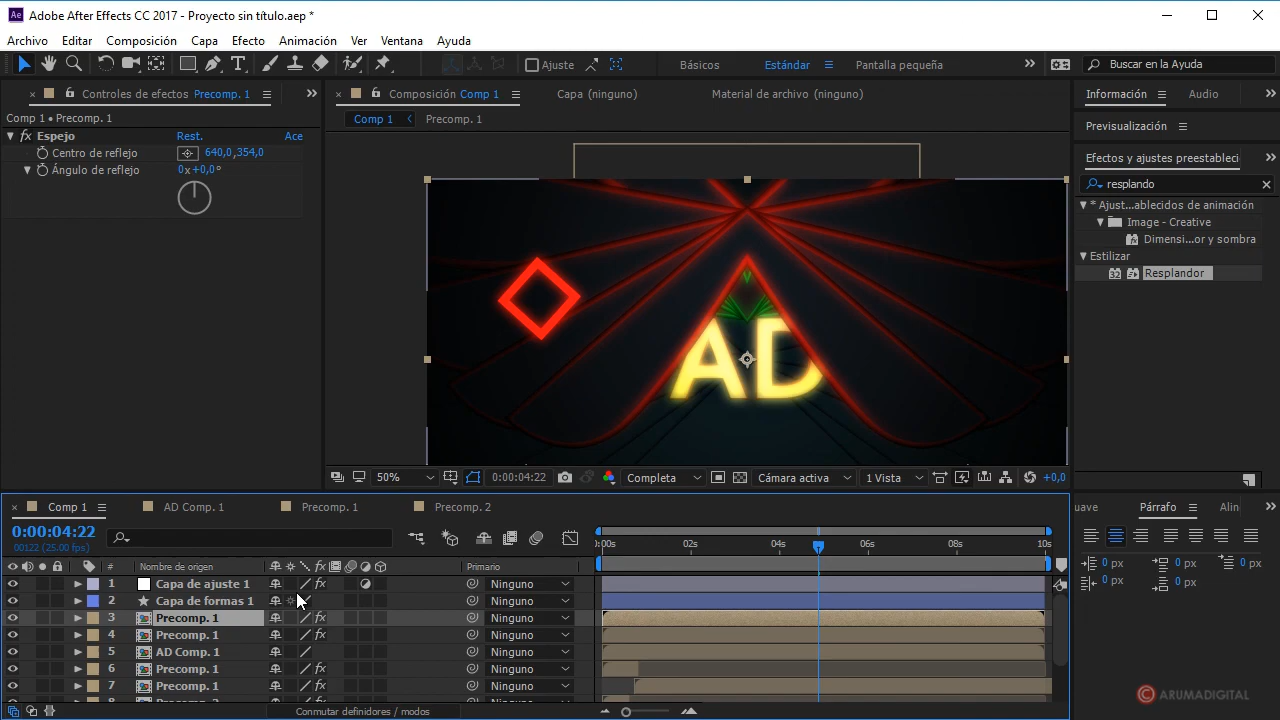 Adobe After Effects CC 2017 - Proyecto sin título.aep *
Archivo Editar Composición Capa Efecto Animación Ver Ventana Ayuda
Ajuste Básicos Estándar Pantalla pequeña Buscar en la Ayuda
Controles de efectos Precomp. 1
Composición Comp 1 Capa (ninguno) Material de archivo (ninguno)
Información Audio
Comp 1 • Precomp. 1
Comp 1 Precomp. 1
Previsualización
fx Espejo Rest. Ace
Centro de reflejo 640,0,354,0
Ángulo de reflejo 0x+0,0°
Efectos y ajustes preestableci
resplando
* Ajust...ablecidos de animación
Image - Creative
Dimensi...or y sombra
Estilizar
Resplandor
AD
50% 0:00:04:22 Completa Cámara activa 1 Vista +0,0
Comp 1 AD Comp. 1 Precomp. 1 Precomp. 2
uave Párrafo Alin
0:00:04:22
00122 (25.00 fps)
0:00s 02s 04s 06s 08s 10s
# Nombre de origen fx Primario
0 px 0 px 0 px
0 px 0 px
1 Capa de ajuste 1 fx Ninguno
2 Capa de formas 1 Ninguno
3 Precomp. 1 fx Ninguno
4 Precomp. 1 fx Ninguno
5 AD Comp. 1 Ninguno
6 Precomp. 1 fx Ninguno
7 Precomp. 1 fx Ninguno
Conmutar definidores / modos
© ARUMADIGITAL